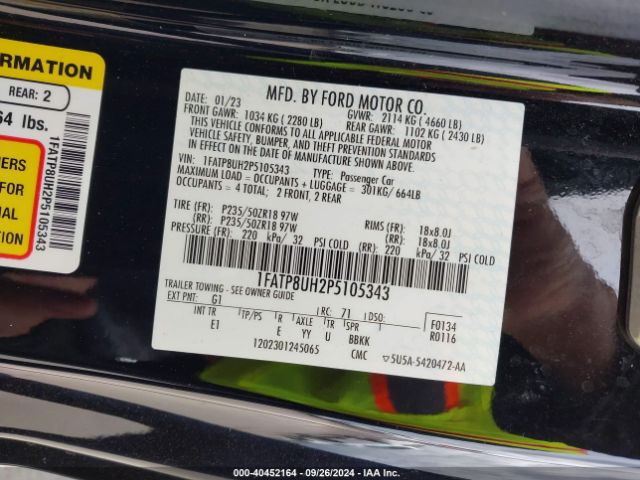 FORMATION
REAR: 2
64 lbs.
1FATP8UH2P5105343
MFD. BY FORD MOTOR CO.
DATE: 01/23
GVWR: 2114 KG ( 4660 LB)
FRONT GAWR: 1034 KG ( 2280 LB)
REAR GAWR: 1102 KG ( 2430 LB)
THIS VEHICLE CONFORMS TO ALL APPLICABLE FEDERAL MOTOR
VEHICLE SAFETY, BUMPER, AND THEFT PREVENTION STANDARDS
IN EFFECT ON THE DATE OF MANUFACTURE SHOWN ABOVE.
VIN: 1FATP8UH2P5105343
TYPE: Passenger Car
MAXIMUM LOAD = OCCUPANTS + LUGGAGE = 301KG/ 664LB
OCCUPANTS = 4 TOTAL; 2 FRONT, 2 REAR
TIRE (FR): P235/50ZR18 97W RIMS (FR): 18x8.0J
(RR): P235/50ZR18 97W (RR): 18x8.0J
PRESSURE (FR): 220 kPa/ 32 PSI COLD
(RR): 220 kPa/ 32 PSI COLD
1FATP8UH2P5105343
TRAILER TOWING - SEE OWNER GUIDE
EXT PNT: G1 RC: 71 DSO:
F0134
R0116
INT TR TP/PS R AXLE TR SPR
E1 E YY U BBKK
1202301245065 CMC 5U5A-5420472-AA
NERS
FOR
IAL
ION.
000-40452164 - 09/26/2024 - IAA Inc.